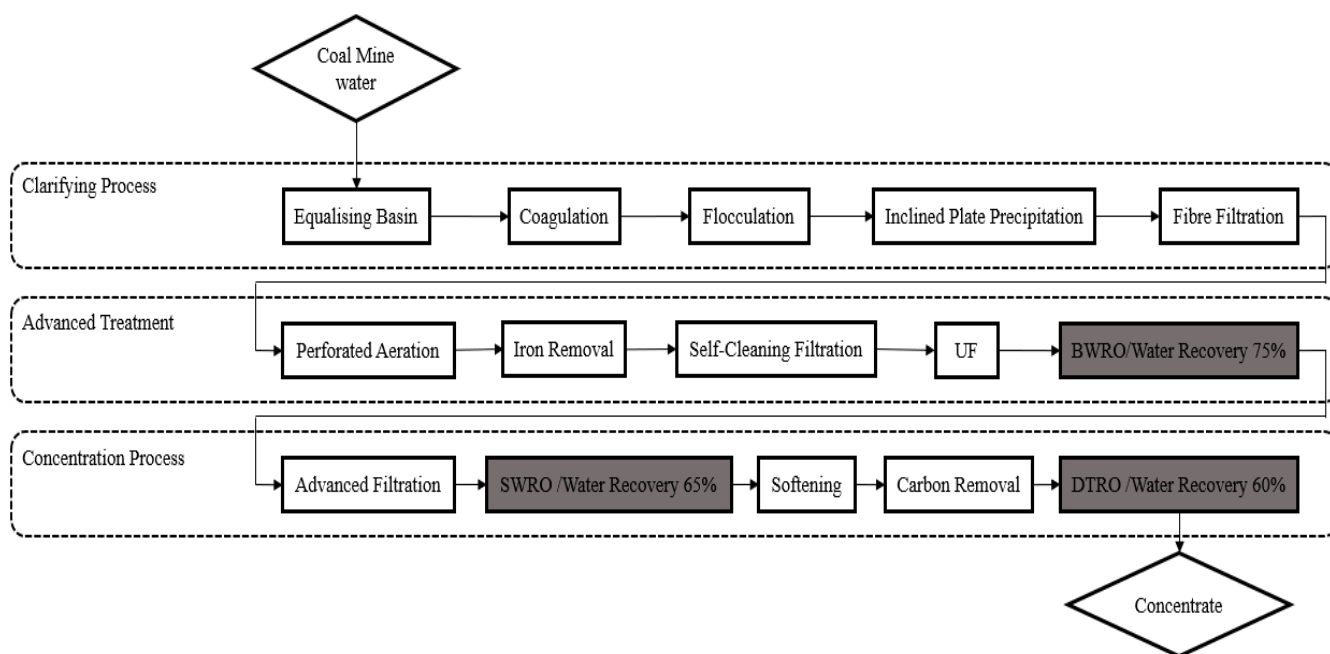 Coal Mine
water
Clarifying Process
Equalising Basin
Coagulation
Flocculation
Inclined Plate Precipitation
Fibre Filtration
Advanced Treatment
Perforated Aeration
Iron Removal
Self-Cleaning Filtration
UF
BWRO/Water Recovery 75%
Concentration Process
Advanced Filtration
SWRO /Water Recovery 65%
Softening
Carbon Removal
DTRO /Water Recovery 60%
Concentrate